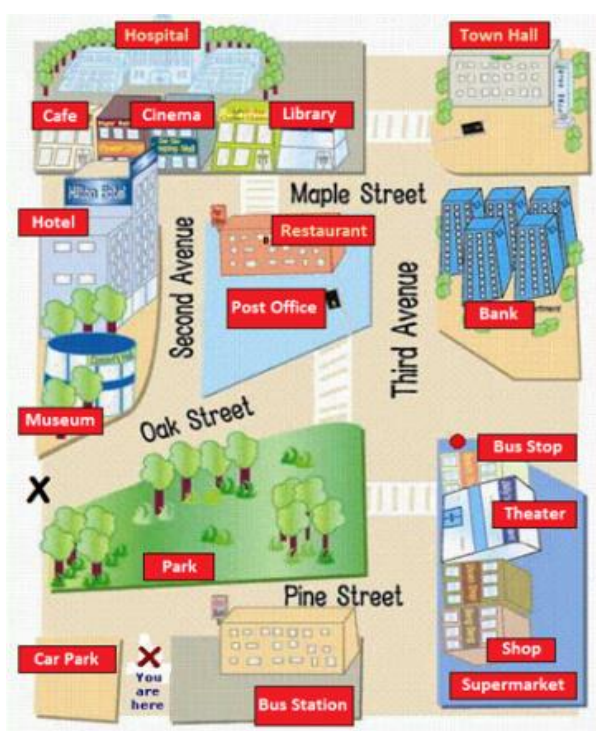 Hospital
Town Hall
Cafe
Cinema
Library
Maple Street
Hotel
Restaurant
Second Avenue
Post Office
Third Avenue
Bank
Museum
Oak Street
Bus Stop
X
Theater
Park
Pine Street
Car Park
X
You
are
here
Bus Station
Shop
Supermarket